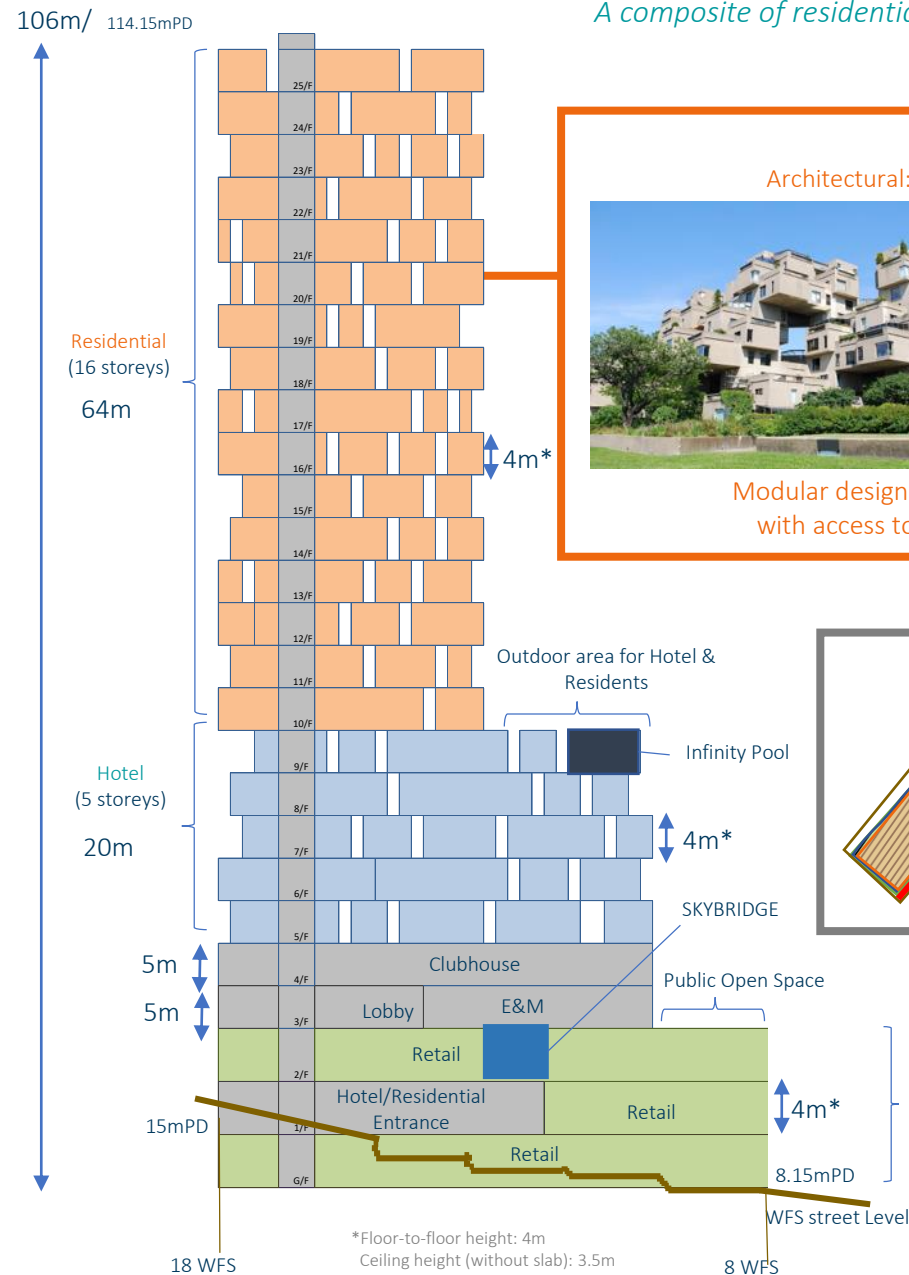 106m/ 114.15mPD
A composite of residentia
25/F
24/F
23/F
22/F
21/F
20/F
19/F
18/F
17/F
16/F
15/F
14/F
13/F
12/F
11/F
10/F
9/F
8/F
7/F
6/F
5/F
4/F
3/F
2/F
1/F
G/F
Residential
(16 storeys)
64m
4m*
Architectural:
Modular design
with access to
Outdoor area for Hotel &
Residents
Infinity Pool
Hotel
(5 storeys)
20m
4m*
SKYBRIDGE
5m
Clubhouse
Public Open Space
5m
Lobby
E&M
Retail
Hotel/Residential
Entrance
Retail
4m*
15mPD
Retail
8.15mPD
WFS street Level
*Floor-to-floor height: 4m
Ceiling height (without slab): 3.5m
18 WFS
8 WFS